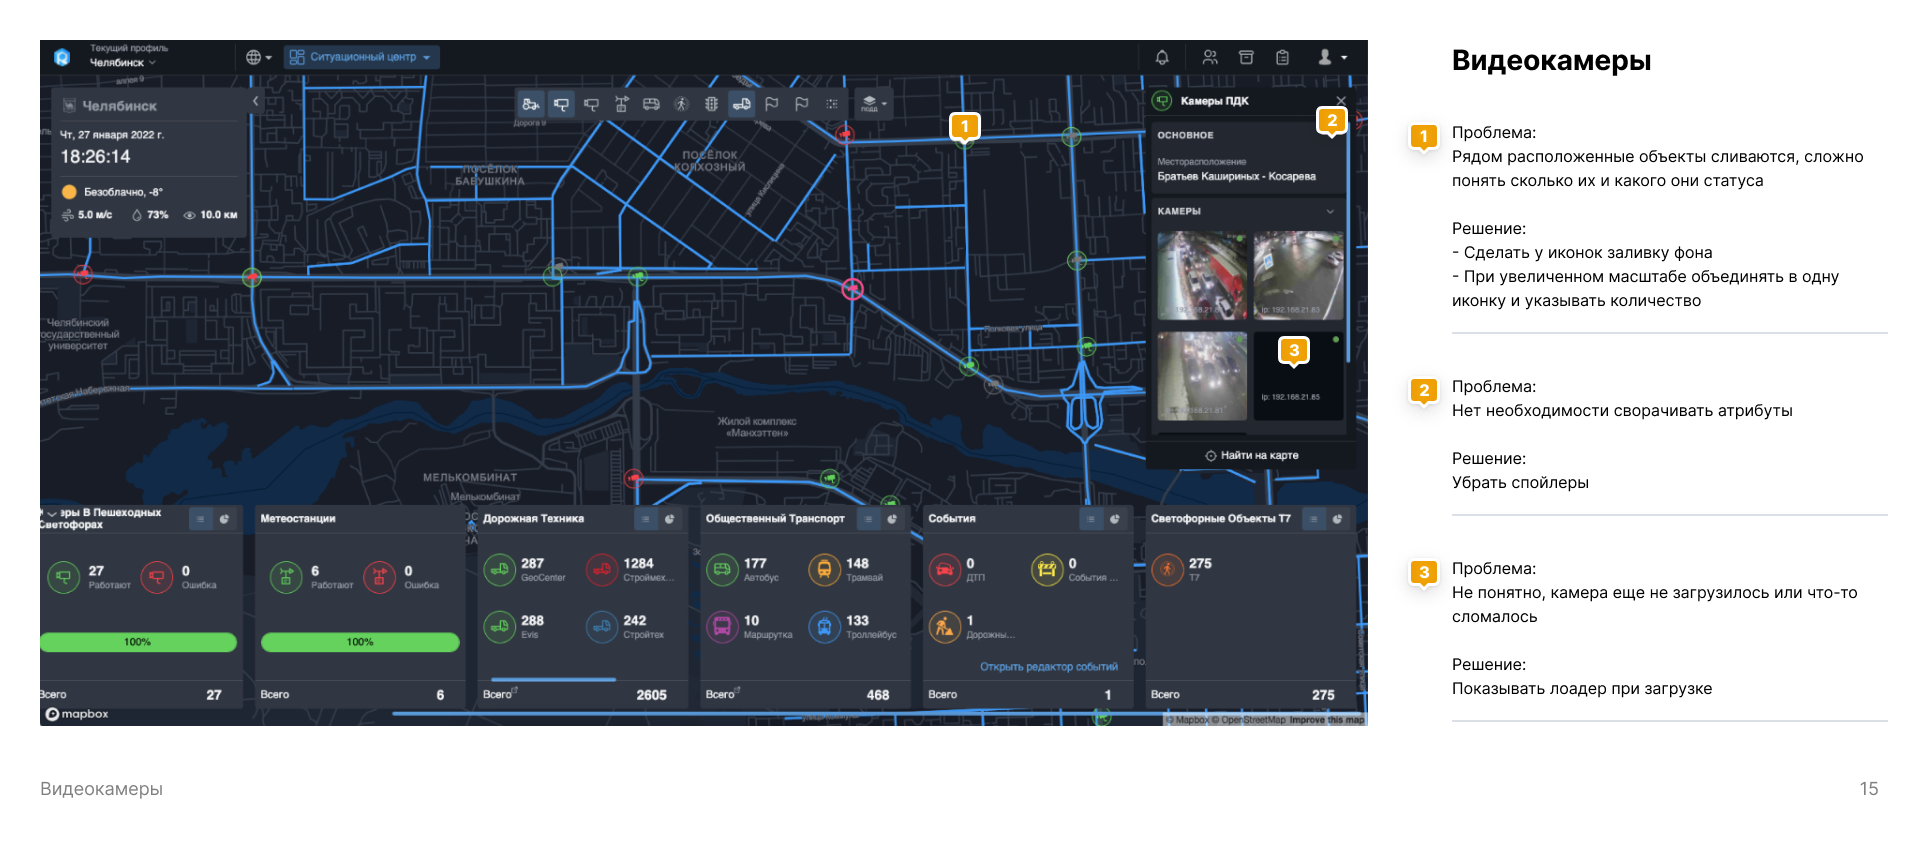 Текущий профиль
Челябинск
Ситуационный центр
Челябинск
Чт, 27 января 2022 г.
18:26:14
Безоблачно, -8°
5.0 м/с
73%
10.0 км
аллея 9
Дорога 9
ПОСЁЛОК
БАБУШКИНА
ПОСЁЛОК
КОЛХОЗНЫЙ
Челябинский
государственный
университет
Жилой комплекс
«Манхэттен»
МЕЛЬКОМБИНАТ
Мелькомбинат
1
Камеры ПДК
2
ОСНОВНОЕ
Месторасположение
Братьев Кашириных - Косарева
КАМЕРЫ
ip: 192.168.21.83
3
ip: 192.168.21.85
Найти на карте
В Пешеходных
Светофорах
27
Работают
0
Ошибка
100%
Всего
27
Метеостанции
6
Работают
0
Ошибка
100%
Всего
6
Дорожная Техника
287
GeoCenter
1284
Строймех...
288
Evis
242
Стройтех
Всего
2605
Общественный Транспорт
177
Автобус
148
Трамвай
10
Маршрутка
133
Троллейбус
Всего
468
События
0
ДТП
0
События ...
1
Дорожны...
Открыть редактор событий
Всего
1
Светофорные Объекты Т7
275
Т7
Всего
275
mapbox
© Mapbox © OpenStreetMap Improve this map
Видеокамеры
1
Проблема:
Рядом расположенные объекты сливаются, сложно
понять сколько их и какого они статуса
Решение:
- Сделать у иконок заливку фона
- При увеличенном масштабе объединять в одну
иконку и указывать количество
2
Проблема:
Нет необходимости сворачивать атрибуты
Решение:
Убрать спойлеры
3
Проблема:
Не понятно, камера еще не загрузилось или что-то
сломалось
Решение:
Показывать лоадер при загрузке
Видеокамеры
15